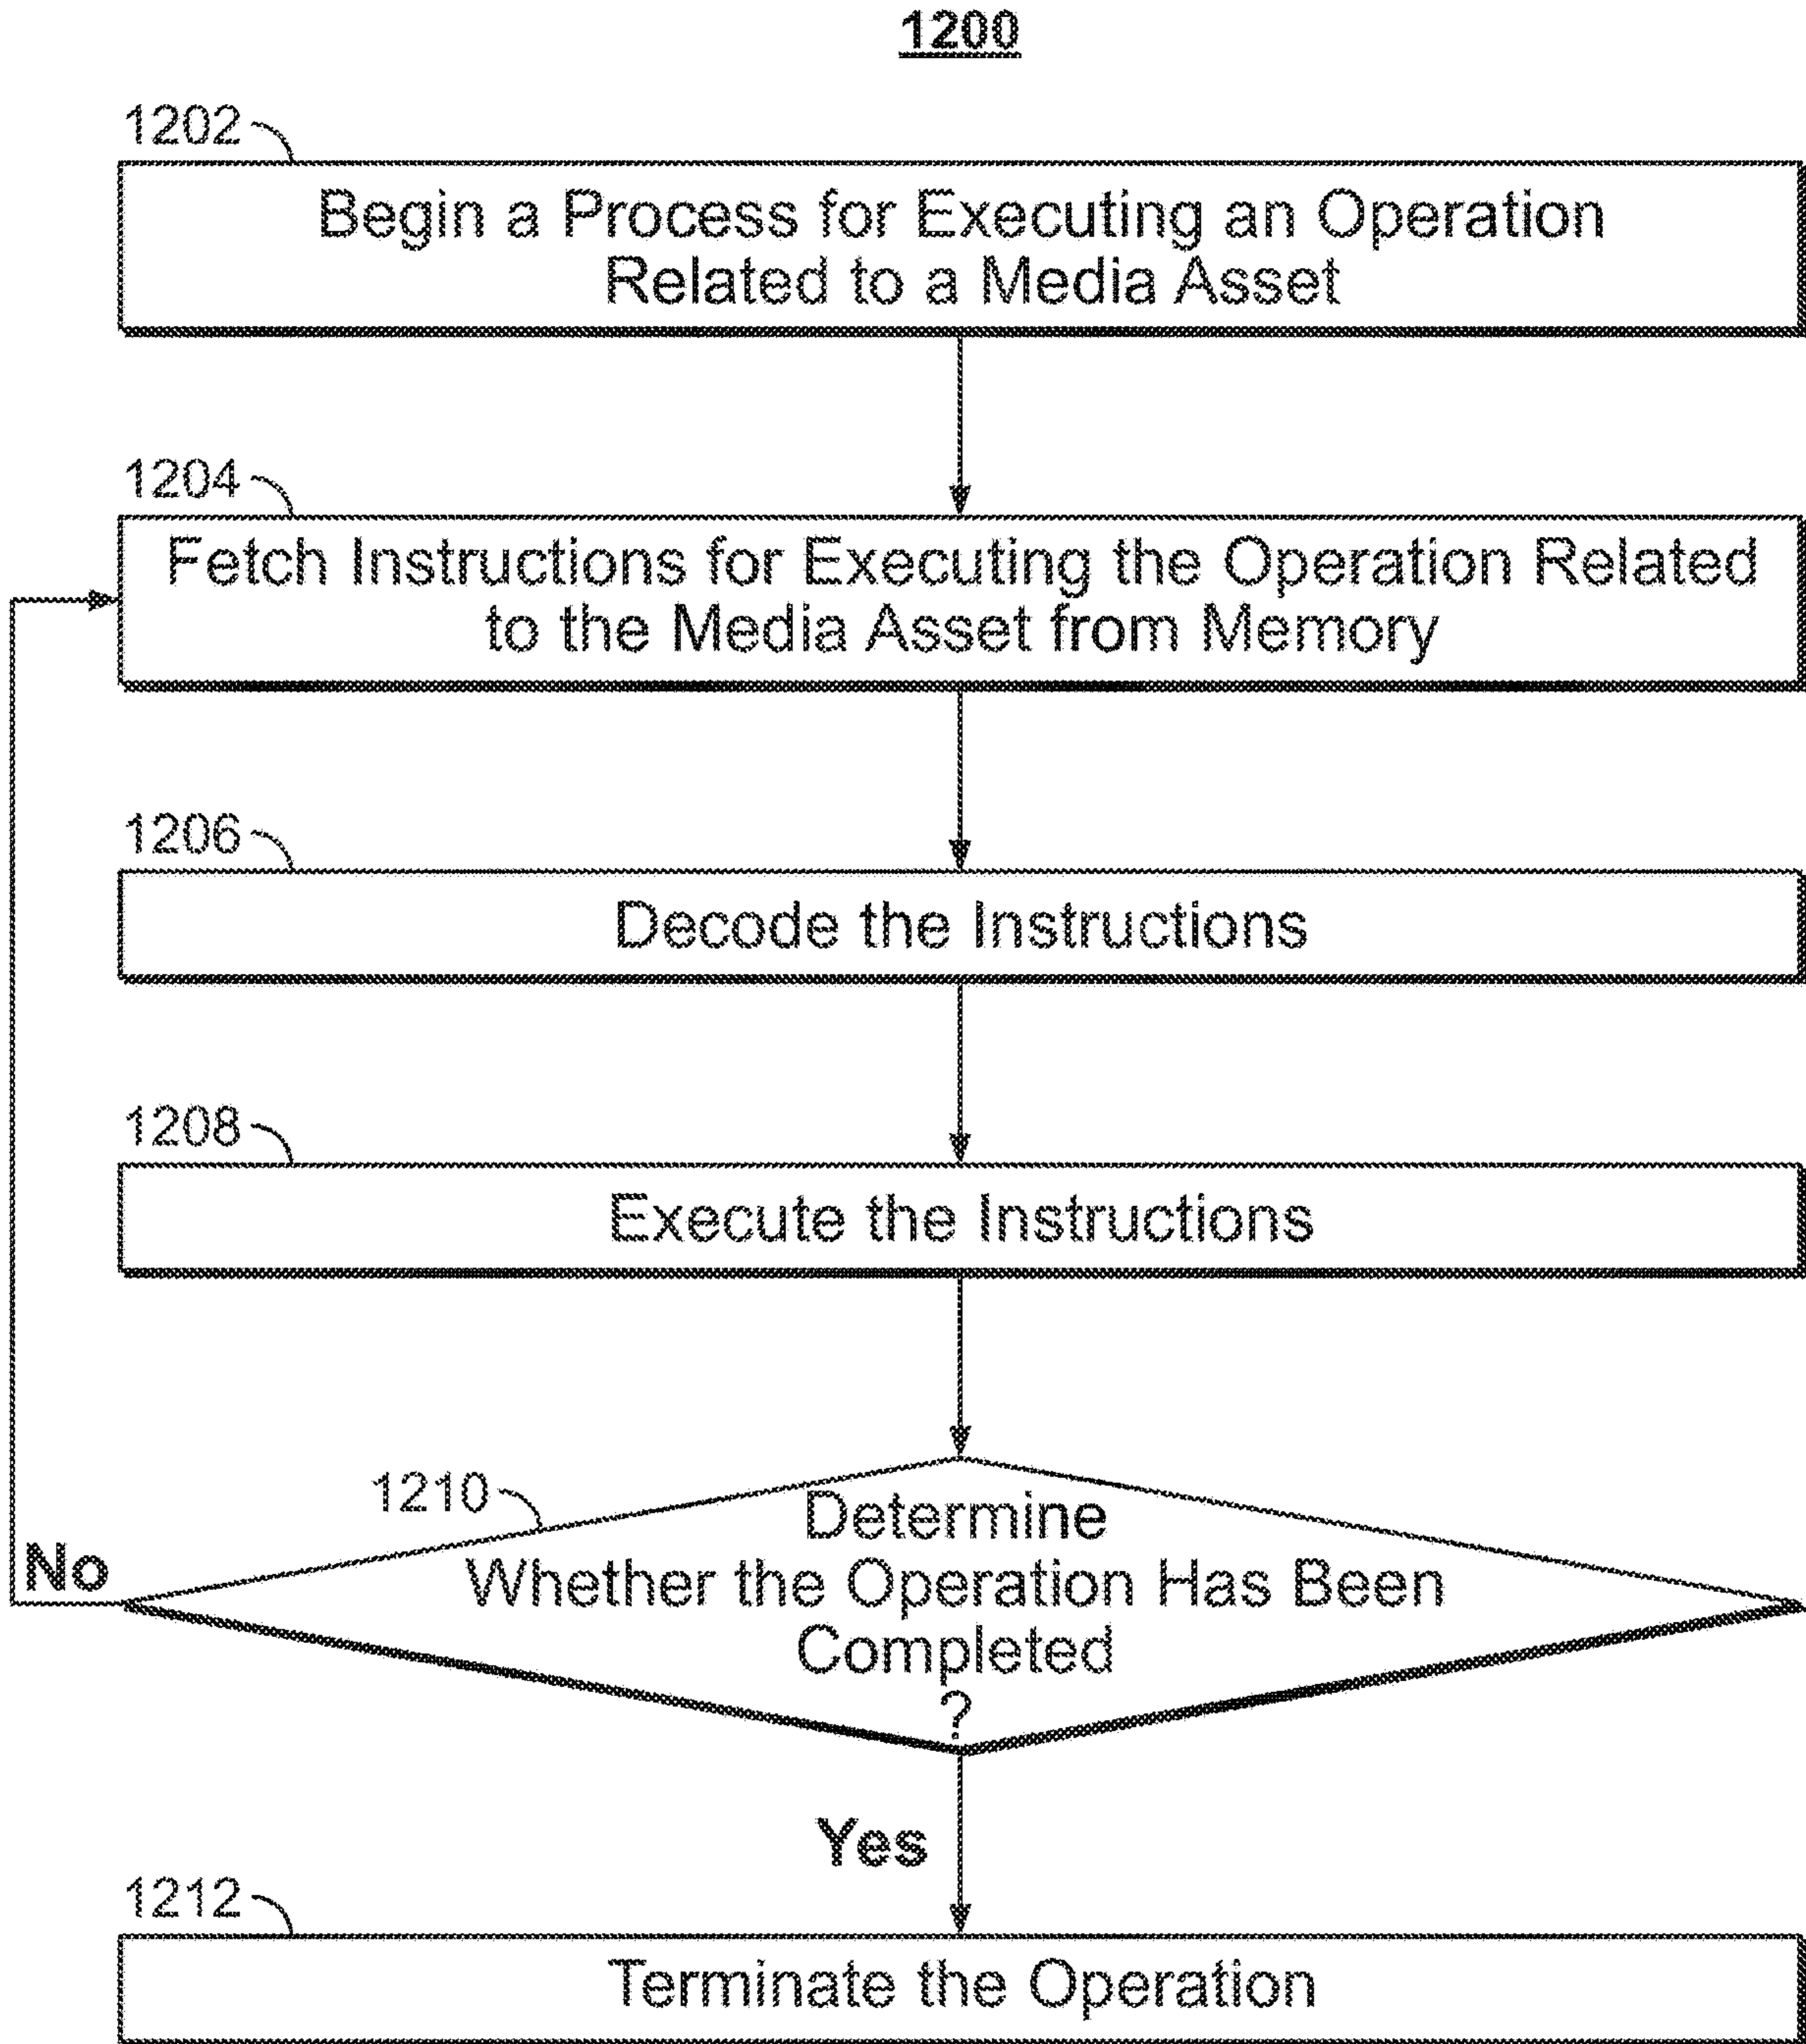 1200
1202
Begin a Process for Executing an Operation
Related to a Media Asset
1204
Fetch Instructions for Executing the Operation Related
to the Media Asset from Memory
1206
Decode the Instructions
1208
Execute the Instructions
1210
Determine
Whether the Operation Has Been
Completed
?
No
Yes
1212
Terminate the Operation